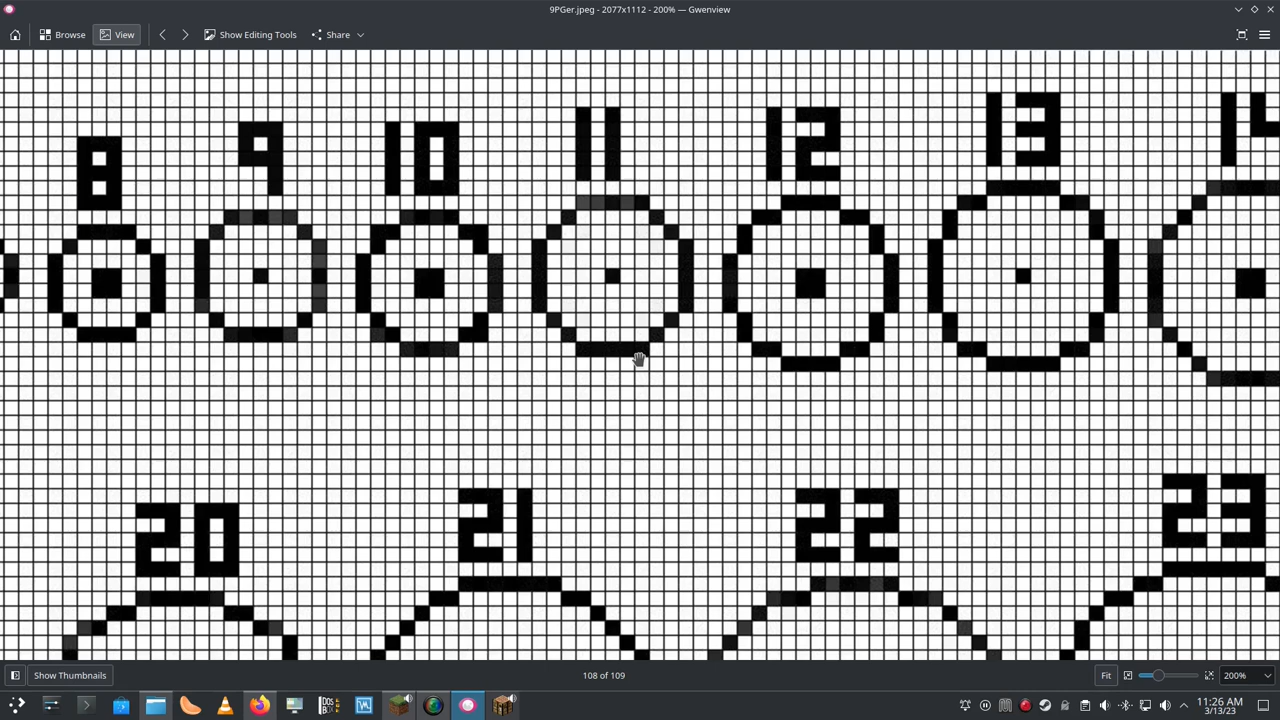 9PGer.jpeg - 2077x1112 - 200% — Gwenview
Browse View Show Editing Tools Share
8 9 10 11 12 13 14
20 21 22 23
Show Thumbnails 108 of 109 Fit 200%
11:26 AM
3/13/23